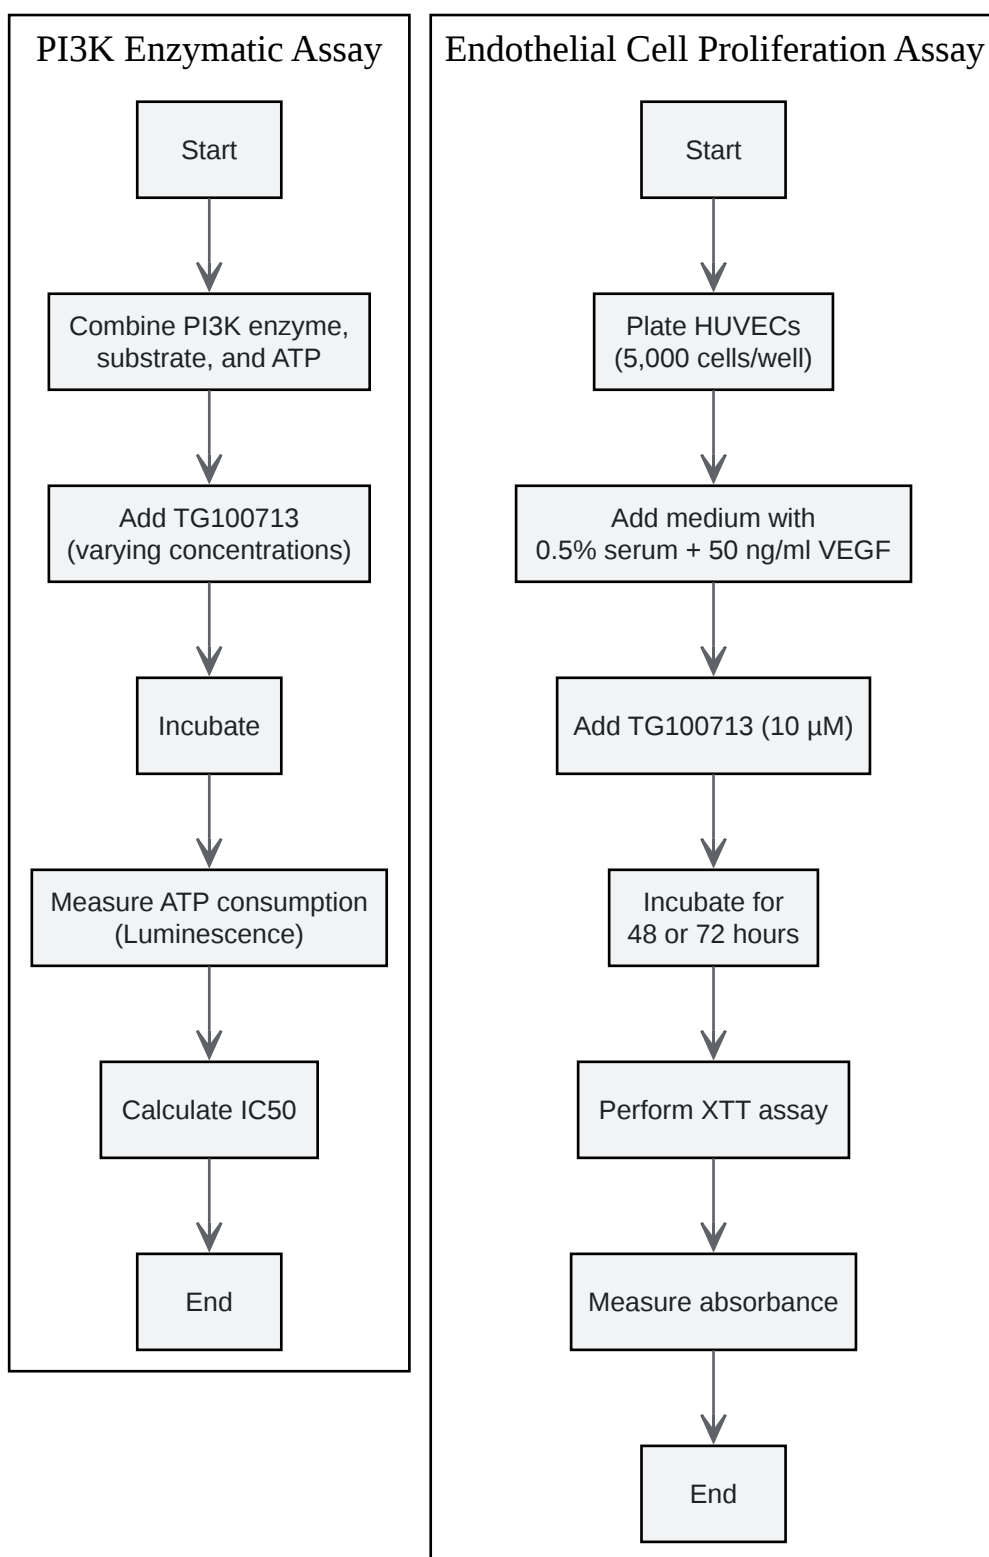 PI3K Enzymatic Assay
Start
Combine PI3K enzyme,
substrate, and ATP
Add TG100713
(varying concentrations)
Incubate
Measure ATP consumption
(Luminescence)
Calculate IC50
End
Endothelial Cell Proliferation Assay
Start
Plate HUVECs
(5,000 cells/well)
Add medium with
0.5% serum + 50 ng/ml VEGF
Add TG100713 (10 µM)
Incubate for
48 or 72 hours
Perform XTT assay
Measure absorbance
End